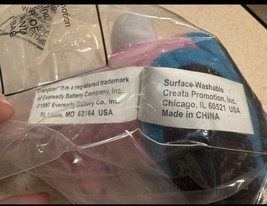 Energizer® is a registered trademark
of Eveready Battery Company, Inc.
©1997 Eveready Battery Co., Inc.
St. Louis, MO 63164 USA
Surface Washable
Creata Promotion, Inc.
Chicago, IL 60521 USA
Made in CHINA